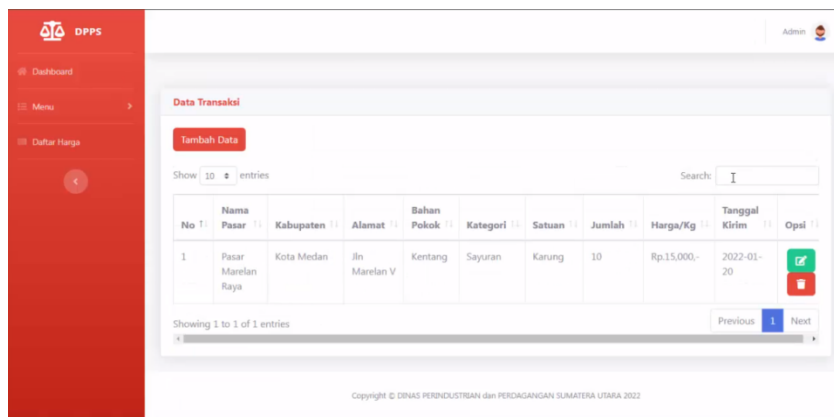 DPPS
Admin
Dashboard
Menu
Daftar Harga
Data Transaksi
Tambah Data
Show 10 entries
Search:
No
Nama Pasar
Kabupaten
Alamat
Bahan Pokok
Kategori
Satuan
Jumlah
Harga/Kg
Tanggal Kirim
Opsi
1
Pasar Marelan Raya
Kota Medan
Jln Marelan V
Kentang
Sayuran
Karung
10
Rp.15,000,-
2022-01-20
Showing 1 to 1 of 1 entries
Previous 1 Next
Copyright © DINAS PERINDUSTRIAN dan PERDAGANGAN SUMATERA UTARA 2022